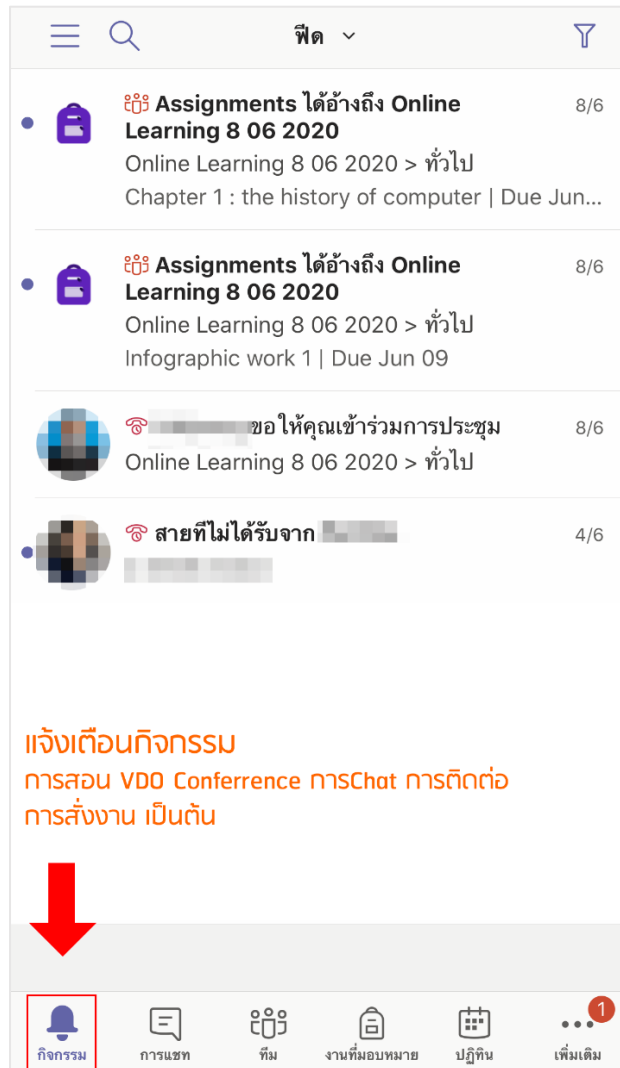 ฟีด
Assignments ได้อ้างถึง Online 8/6
Learning 8 06 2020
Online Learning 8 06 2020 > ทั่วไป
Chapter 1 : the history of computer | Due Jun...
Assignments ได้อ้างถึง Online 8/6
Learning 8 06 2020
Online Learning 8 06 2020 > ทั่วไป
Infographic work 1 | Due Jun 09
ขอให้คุณเข้าร่วมการประชุม 8/6
Online Learning 8 06 2020 > ทั่วไป
สายที่ไม่ได้รับจาก 4/6
แจ้งเตือนกิจกรรม
การสอน VDO Conferrence การChat การติดต่อ
การสั่งงาน เป็นต้น
1
กิจกรรม การแชท ทีม งานที่มอบหมาย ปฏิทิน เพิ่มเติม